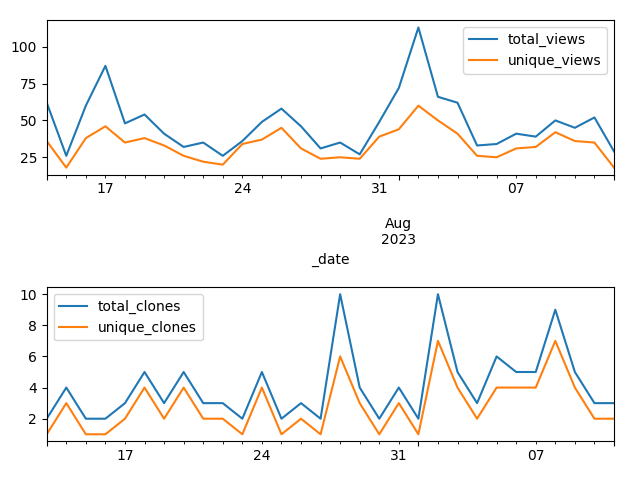 100
75
50
25
total_views
unique_views
17 24 31 07
Aug
2023
_date
10
8
6
4
2
total_clones
unique_clones
17 24 31 07